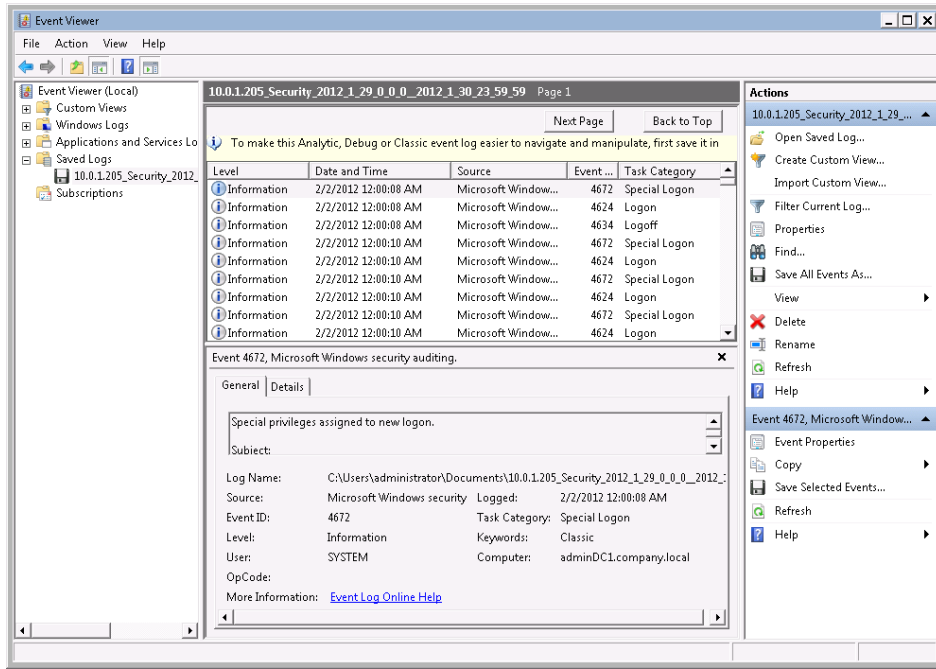 Event Viewer
File Action View Help
Event Viewer (Local)
Custom Views
Windows Logs
Applications and Services Lo
Saved Logs
10.0.1.205_Security_2012_
Subscriptions
10.0.1.205_Security_2012_1_29_0_0_0__2012_1_30_23_59_59 Page 1
Next Page Back to Top
To make this Analytic, Debug or Classic event log easier to navigate and manipulate, first save it in
Level Date and Time Source Event ... Task Category
Information 2/2/2012 12:00:08 AM Microsoft Window... 4672 Special Logon
Information 2/2/2012 12:00:08 AM Microsoft Window... 4624 Logon
Information 2/2/2012 12:00:08 AM Microsoft Window... 4634 Logoff
Information 2/2/2012 12:00:10 AM Microsoft Window... 4672 Special Logon
Information 2/2/2012 12:00:10 AM Microsoft Window... 4624 Logon
Information 2/2/2012 12:00:10 AM Microsoft Window... 4672 Special Logon
Information 2/2/2012 12:00:10 AM Microsoft Window... 4624 Logon
Information 2/2/2012 12:00:10 AM Microsoft Window... 4672 Special Logon
Information 2/2/2012 12:00:10 AM Microsoft Window... 4624 Logon
Event 4672, Microsoft Windows security auditing.
General Details
Special privileges assigned to new logon.
Subject:
Log Name: C:\Users\administrator\Documents\10.0.1.205_Security_2012_1_29_0_0_0__2012_
Source: Microsoft Windows security Logged: 2/2/2012 12:00:08 AM
Event ID: 4672 Task Category: Special Logon
Level: Information Keywords: Classic
User: SYSTEM Computer: adminDC1.company.local
OpCode:
More Information: Event Log Online Help
Actions
10.0.1.205_Security_2012_1_29_...
Open Saved Log...
Create Custom View...
Import Custom View...
Filter Current Log...
Properties
Find...
Save All Events As...
View
Delete
Rename
Refresh
Help
Event 4672, Microsoft Window...
Event Properties
Copy
Save Selected Events...
Refresh
Help